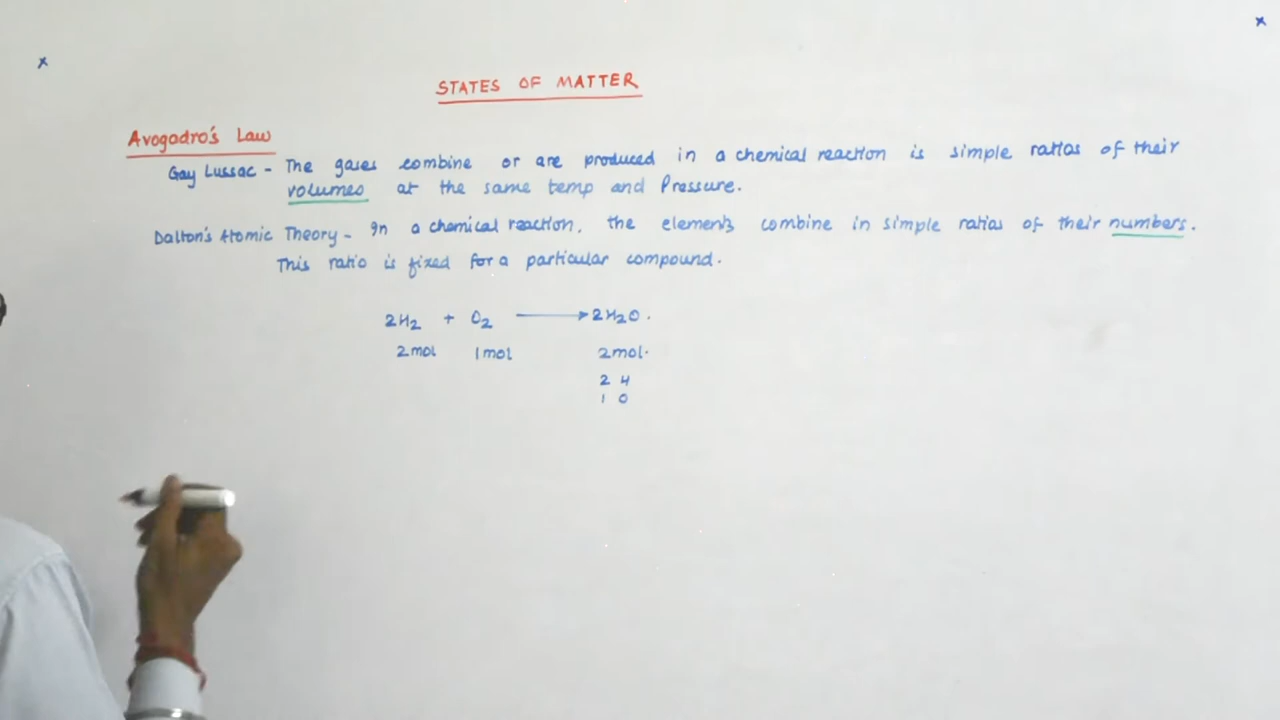 x
x
STATES OF MATTER
Avogadro's Law
Gay Lussac - The gases combine or are produced in a chemical reaction is simple ratios of their
volumes at the same temp and Pressure.
Dalton's Atomic Theory - In a chemical reaction, the elements combine in simple ratios of their numbers.
This ratio is fixed for a particular compound.
2H₂ + O₂ ⟶ 2H₂O.
2mol 1mol 2mol.
2 H
1 O